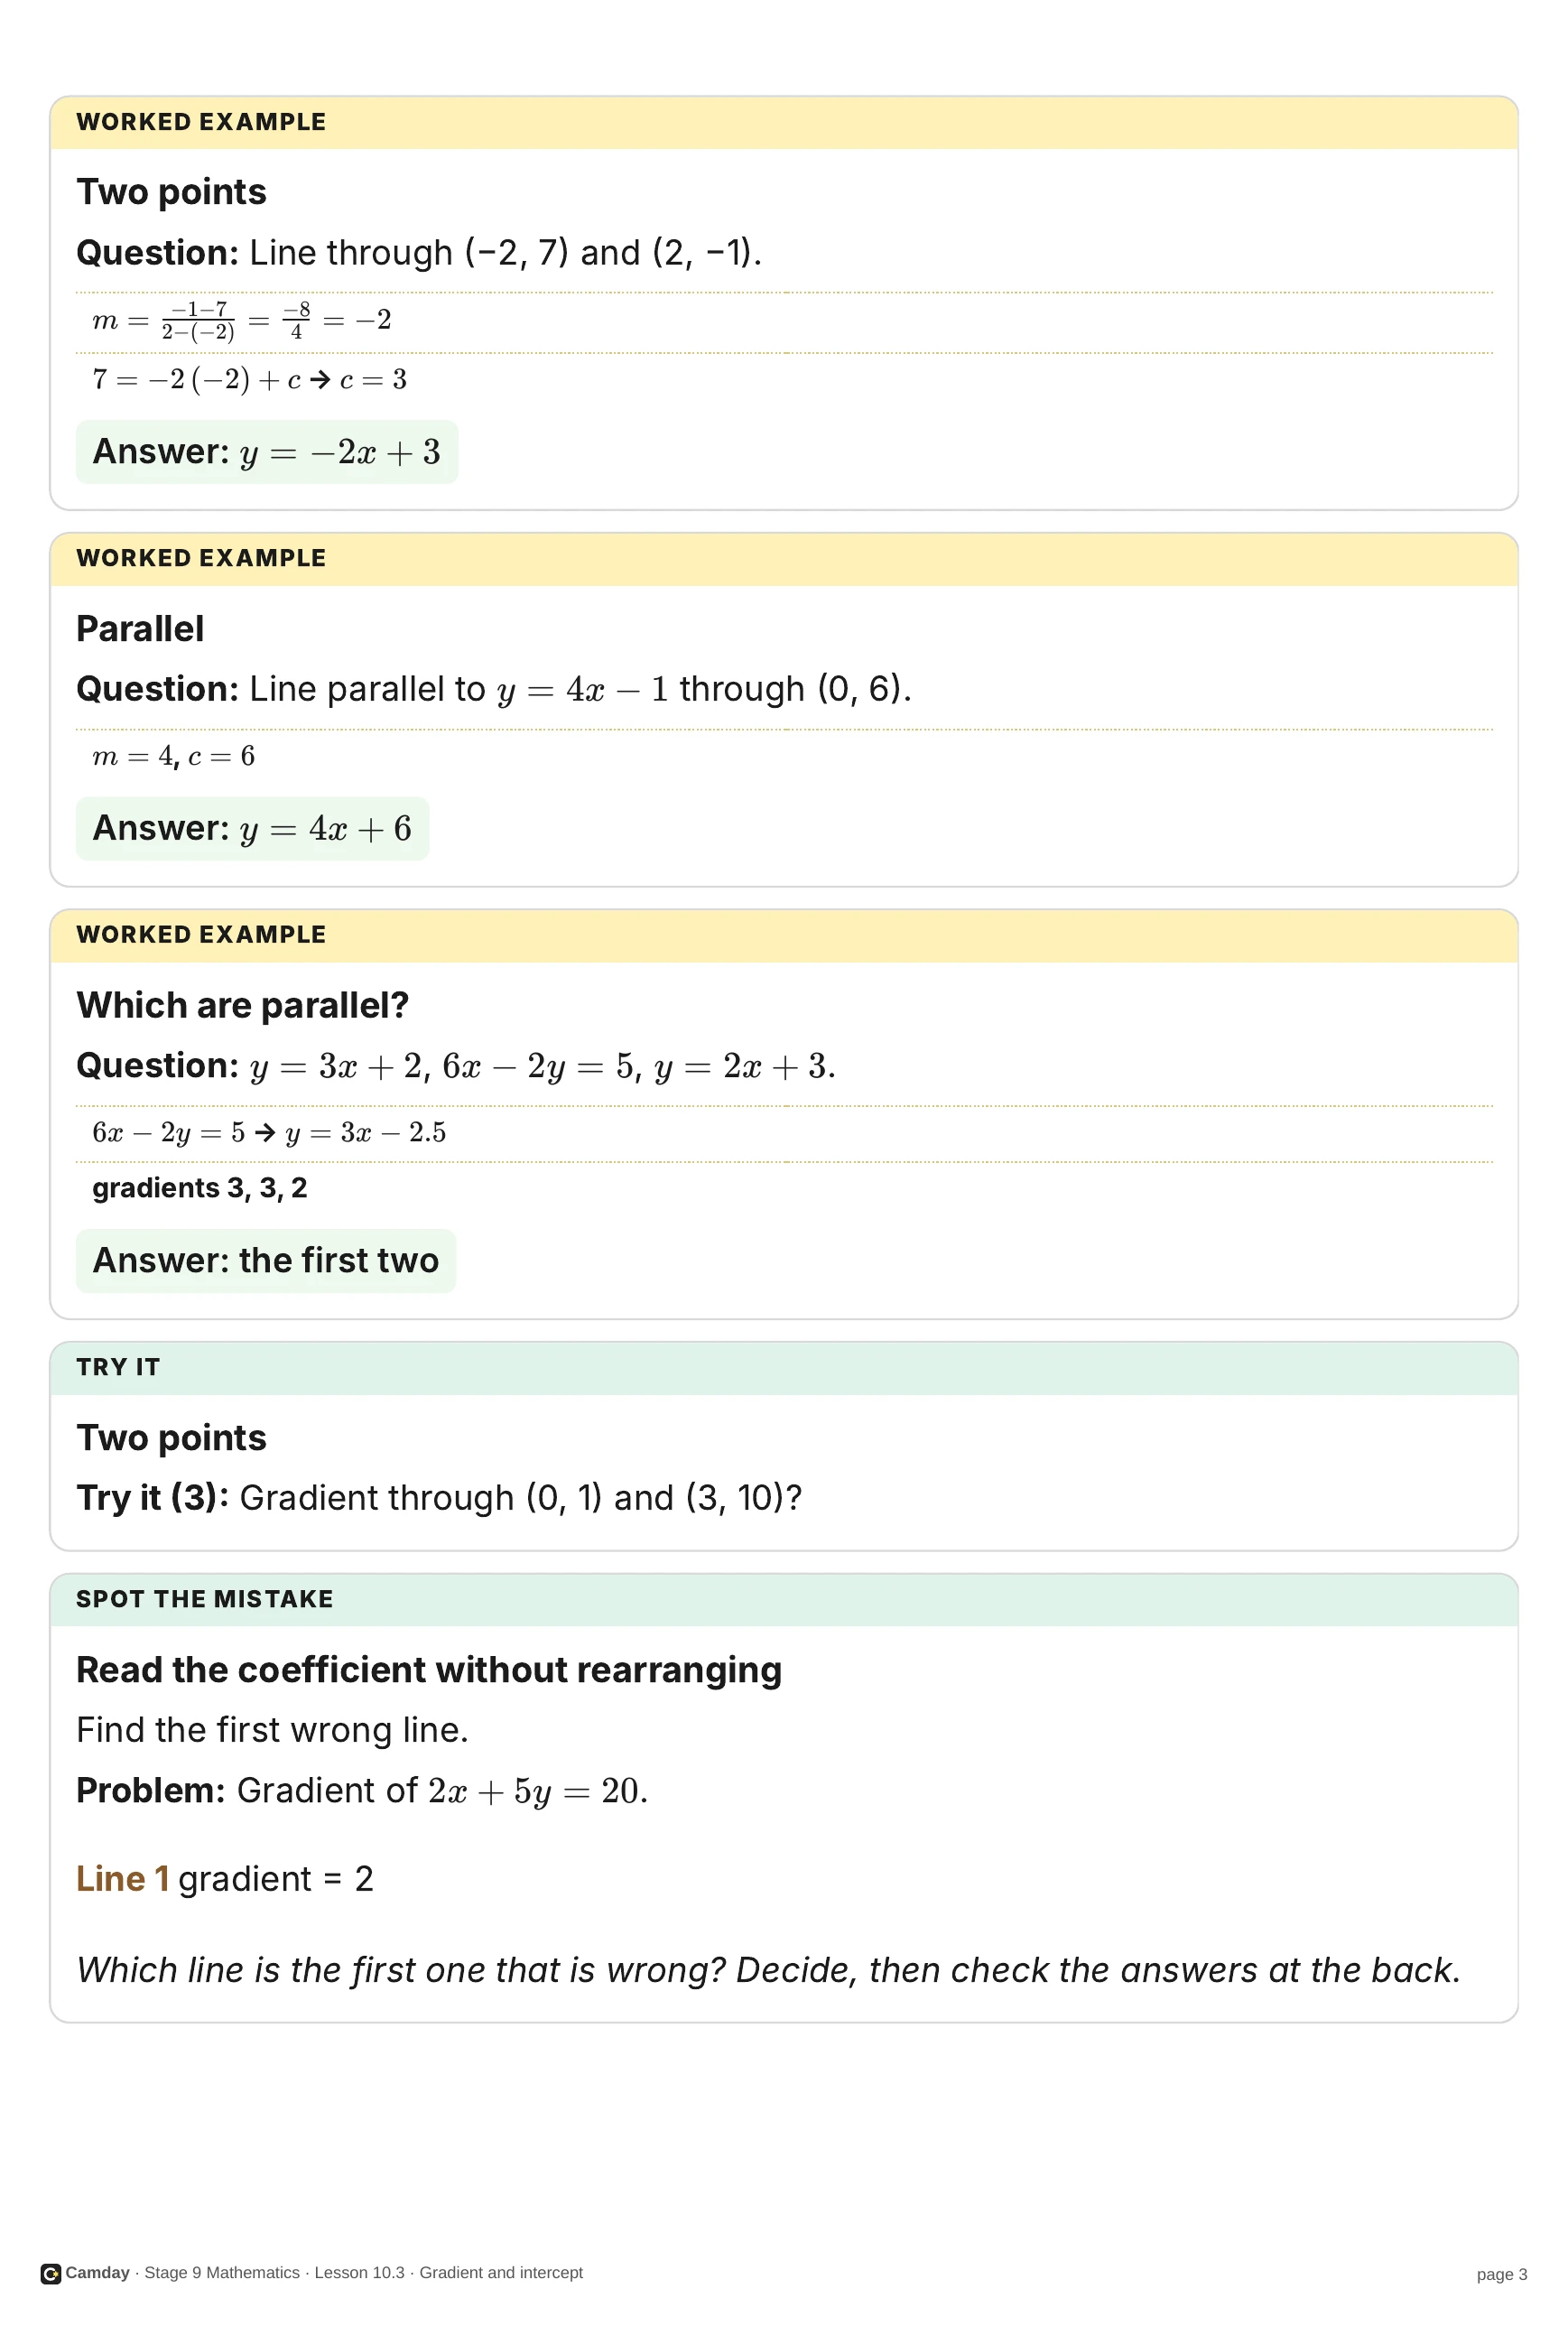 WORKED EXAMPLE
Two points
Question: Line through (−2, 7) and (2, −1).
m = \frac{−1−7}{2−(−2)} = \frac{−8}{4} = −2
7 = −2 (−2) + c → c = 3
Answer: y = −2x + 3
WORKED EXAMPLE
Parallel
Question: Line parallel to y = 4x − 1 through (0, 6).
m = 4, c = 6
Answer: y = 4x + 6
WORKED EXAMPLE
Which are parallel?
Question: y = 3x + 2, 6x − 2y = 5, y = 2x + 3.
6x − 2y = 5 → y = 3x − 2.5
gradients 3, 3, 2
Answer: the first two
TRY IT
Two points
Try it (3): Gradient through (0, 1) and (3, 10)?
SPOT THE MISTAKE
Read the coefficient without rearranging
Find the first wrong line.
Problem: Gradient of 2x + 5y = 20.
Line 1 gradient = 2
Which line is the first one that is wrong? Decide, then check the answers at the back.
Camday · Stage 9 Mathematics · Lesson 10.3 · Gradient and intercept
page 3